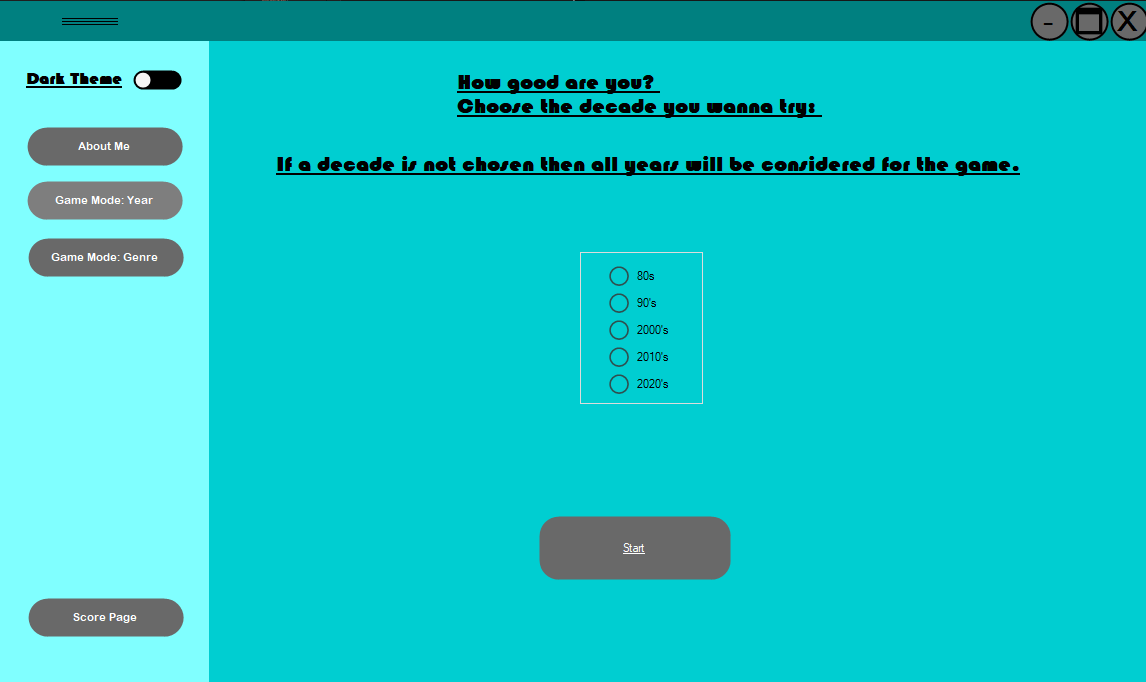 -
X
Dark Theme
How good are you?
Choose the decade you wanna try:
If a decade is not chosen then all years will be considered for the game.
About Me
Game Mode: Year
Game Mode: Genre
80s
90's
2000's
2010's
2020's
Start
Score Page